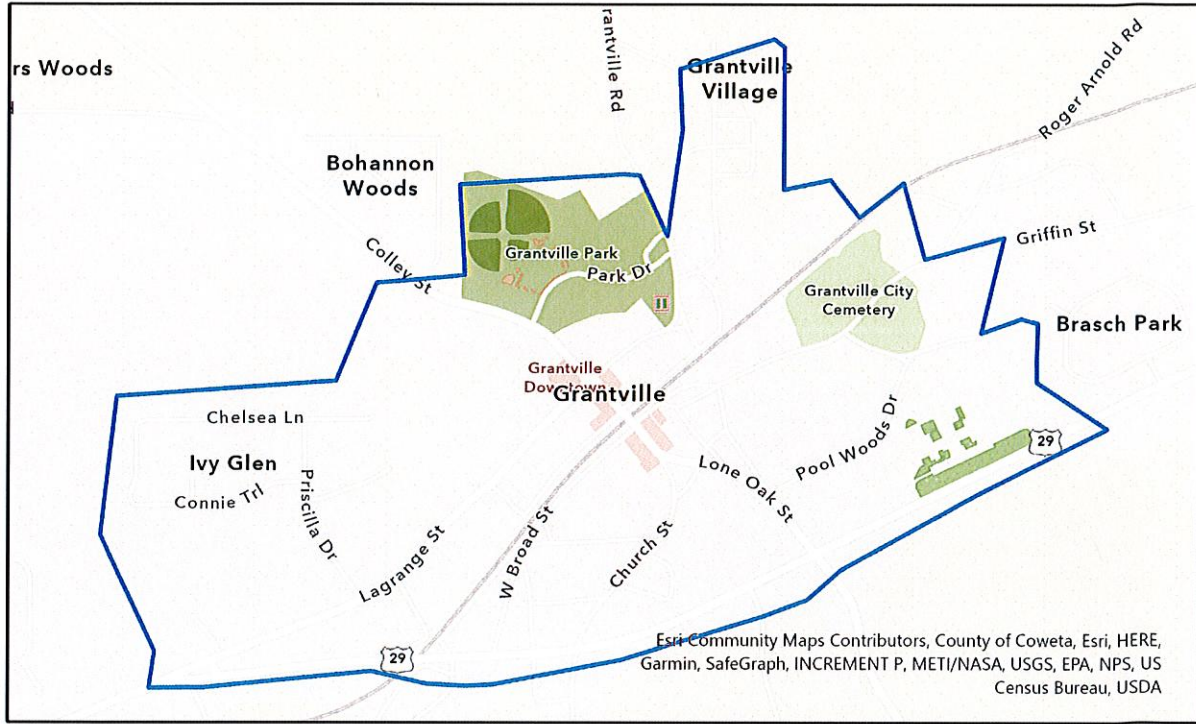 rs Woods
rantville Rd
Grantville
Village
Roger Arnold Rd
Bohannon
Woods
Colley St
Grantville Park
Park Dr
Griffin St
Grantville City
Cemetery
Brasch Park
Grantville
Downtown
Grantville
Chelsea Ln
Ivy Glen
Connie Trl
Priscilla Dr
Lagrange St
W Broad St
Church St
Lone Oak St
Pool Woods Dr
29
29
Esri Community Maps Contributors, County of Coweta, Esri, HERE,
Garmin, SafeGraph, INCREMENT P, METI/NASA, USGS, EPA, NPS, US
Census Bureau, USDA